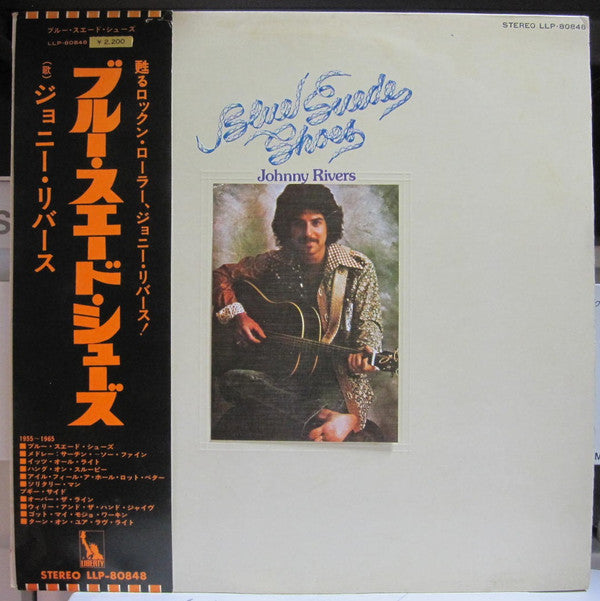 ブルー・スエード・シューズ
LLP-80848 ¥2,200
甦るロックン・ローラー、ジョニー・リバース!
ブルー・スエード・シューズ
(歌)ジョニー・リバース
1955~1965
■ブルー・スエード・シューズ
■メドレー:サーチン~ソー・ファイン
■イッツ・オール・ライト
■ハング・オン・スルーピー
■アイル・フィール・ア・ホール・ロット・ベター
■ソリタリー・マン
ブギー・サイド
■オーバー・ザ・ライン
■ウィリー・アンド・ザ・ハンド・ジャイヴ
■ゴット・マイ・モジョ・ワーキン
■ターン・オン・ユア・ラヴ・ライト
LIBERTY
STEREO LLP-80848
STEREO LLP-80848
Blue Suede
Shoes
Johnny Rivers